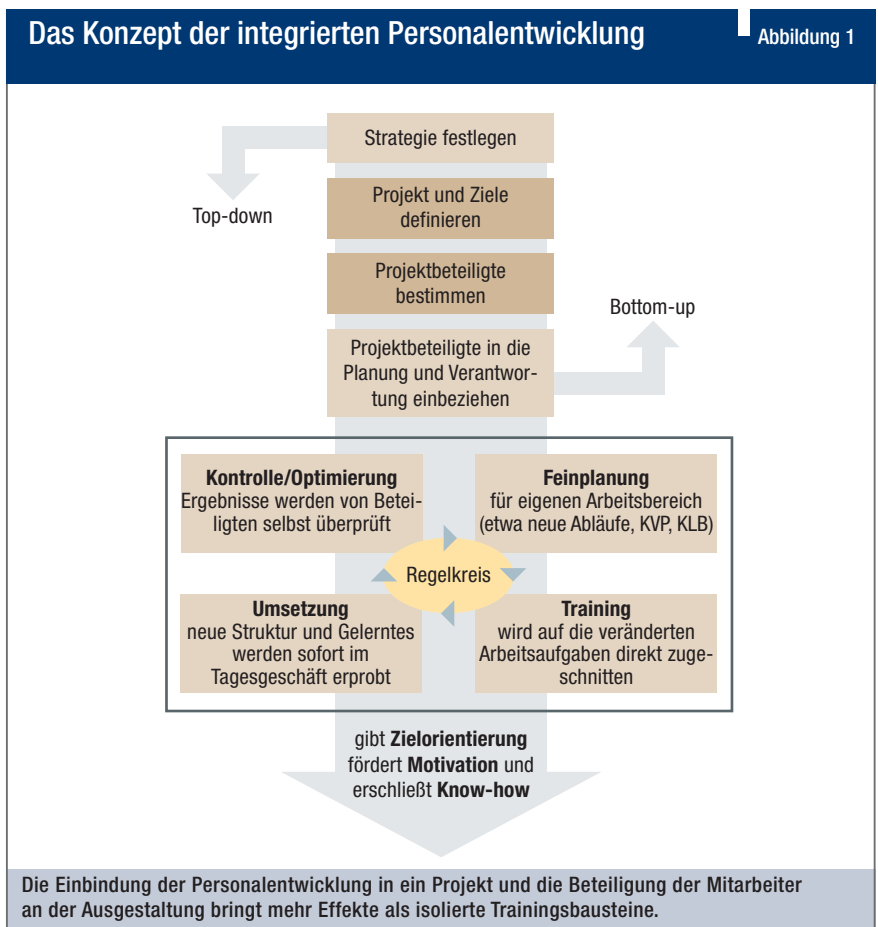 Das Konzept der integrierten Personalentwicklung
Abbildung 1
Strategie festlegen
Top-down
Projekt und Ziele
definieren
Projektbeteiligte
bestimmen
Bottom-up
Projektbeteiligte in die
Planung und Verantwor-
tung einbeziehen
Kontrolle/Optimierung
Ergebnisse werden von Betei-
ligten selbst überprüft
Feinplanung
für eigenen Arbeitsbereich
(etwa neue Abläufe, KVP, KLB)
Regelkreis
Umsetzung
neue Struktur und Gelerntes
werden sofort im
Tagesgeschäft erprobt
Training
wird auf die veränderten
Arbeitsaufgaben direkt zuge-
schnitten
gibt Zielorientierung
fördert Motivation und
erschließt Know-how
Die Einbindung der Personalentwicklung in ein Projekt und die Beteiligung der Mitarbeiter
an der Ausgestaltung bringt mehr Effekte als isolierte Trainingsbausteine.